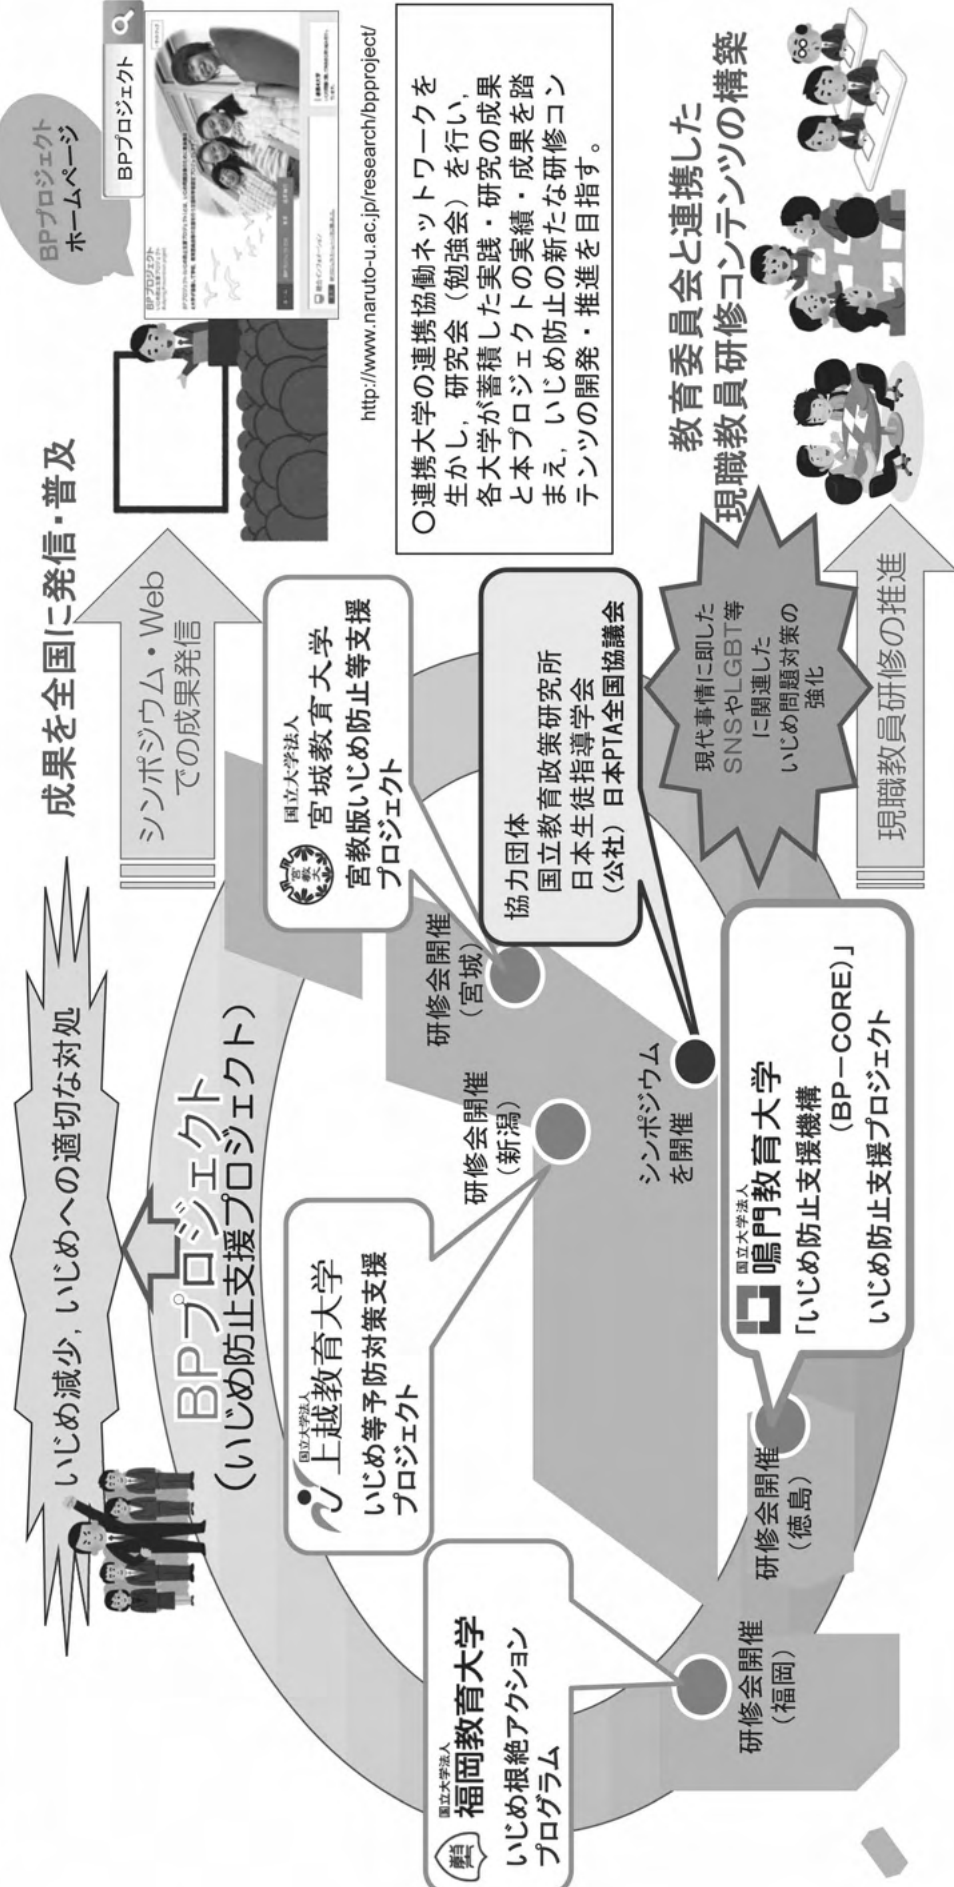 いじめ減少，いじめへの適切な対処
成果を全国に発信・普及
BPプロジェクト
ホームページ
BPプロジェクト
BPプロジェクト
（いじめ防止支援プロジェクト）
シンポジウム・Web
での成果発信
http://www.naruto-u.ac.jp/research/bpproject/
国立大学法人
福岡教育大学
いじめ根絶アクション
プログラム
国立大学法人
上越教育大学
いじめ等予防対策支援
プロジェクト
国立大学法人
宮城教育大学
宮教版いじめ防止等支援
プロジェクト
〇連携大学の連携協働ネットワークを
生かし，研究会（勉強会）を行い，
各大学が蓄積した実践・研究の成果
と本プロジェクトの実績・成果を踏
まえ，いじめ防止の新たな研修コン
テンツの開発・推進を目指す。
研修会開催
（宮城）
研修会開催
（新潟）
協力団体
国立教育政策研究所
日本生徒指導学会
（公社）日本PTA全国協議会
シンポジウム
を開催
研修会開催
（福岡）
研修会開催
（徳島）
国立大学法人
鳴門教育大学
「いじめ防止支援機構
（BP－CORE）」
いじめ防止支援プロジェクト
現代事情に即した
SNSやLGBT等
に関連した
いじめ問題対策の
強化
教育委員会と連携した
現職教員研修コンテンツの構築
現職教員研修の推進